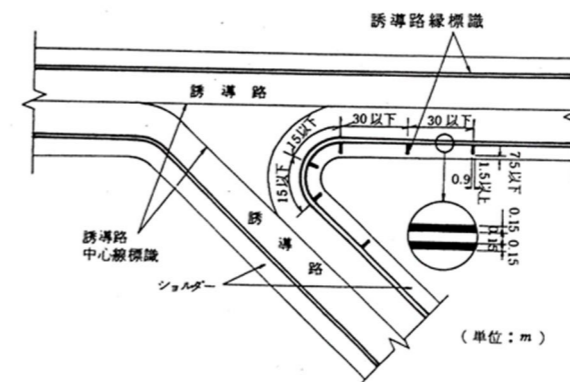 誘導路縁標識
誘導路
30以下
30以下
15以下
15以下
0.9
1.5以上
7.5以下
0.15
0.15
0.15
誘導路
誘導路
中心線標識
ショルダー
(単位：m)